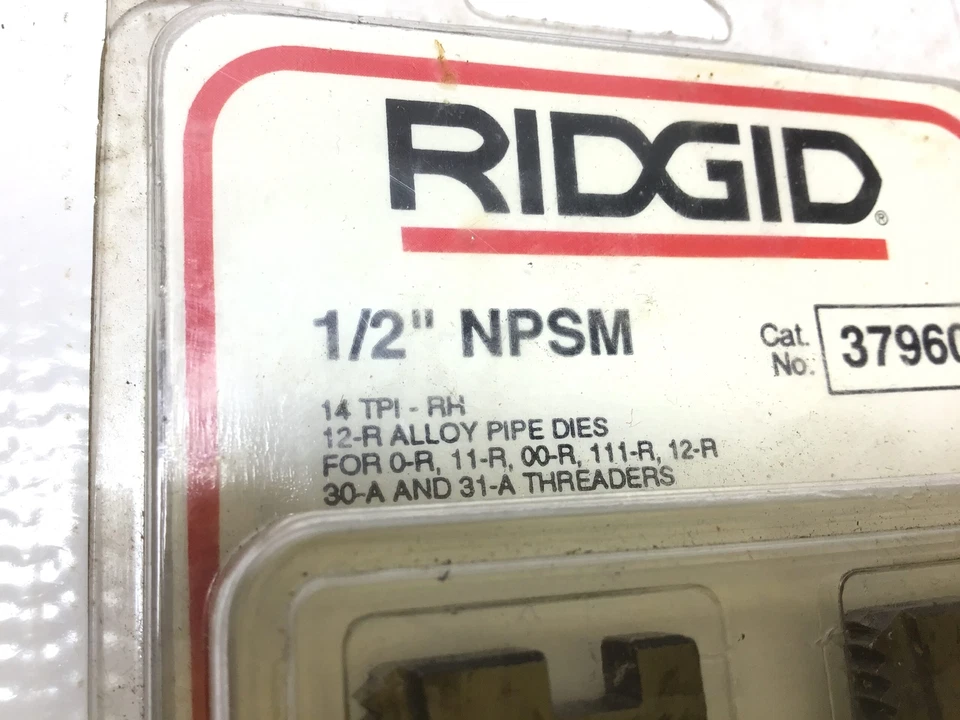 RIDGID®
1/2" NPSM
Cat. No. 37960
14 TPI - RH
12-R ALLOY PIPE DIES
FOR 0-R, 11-R, 00-R, 111-R, 12-R
30-A AND 31-A THREADERS